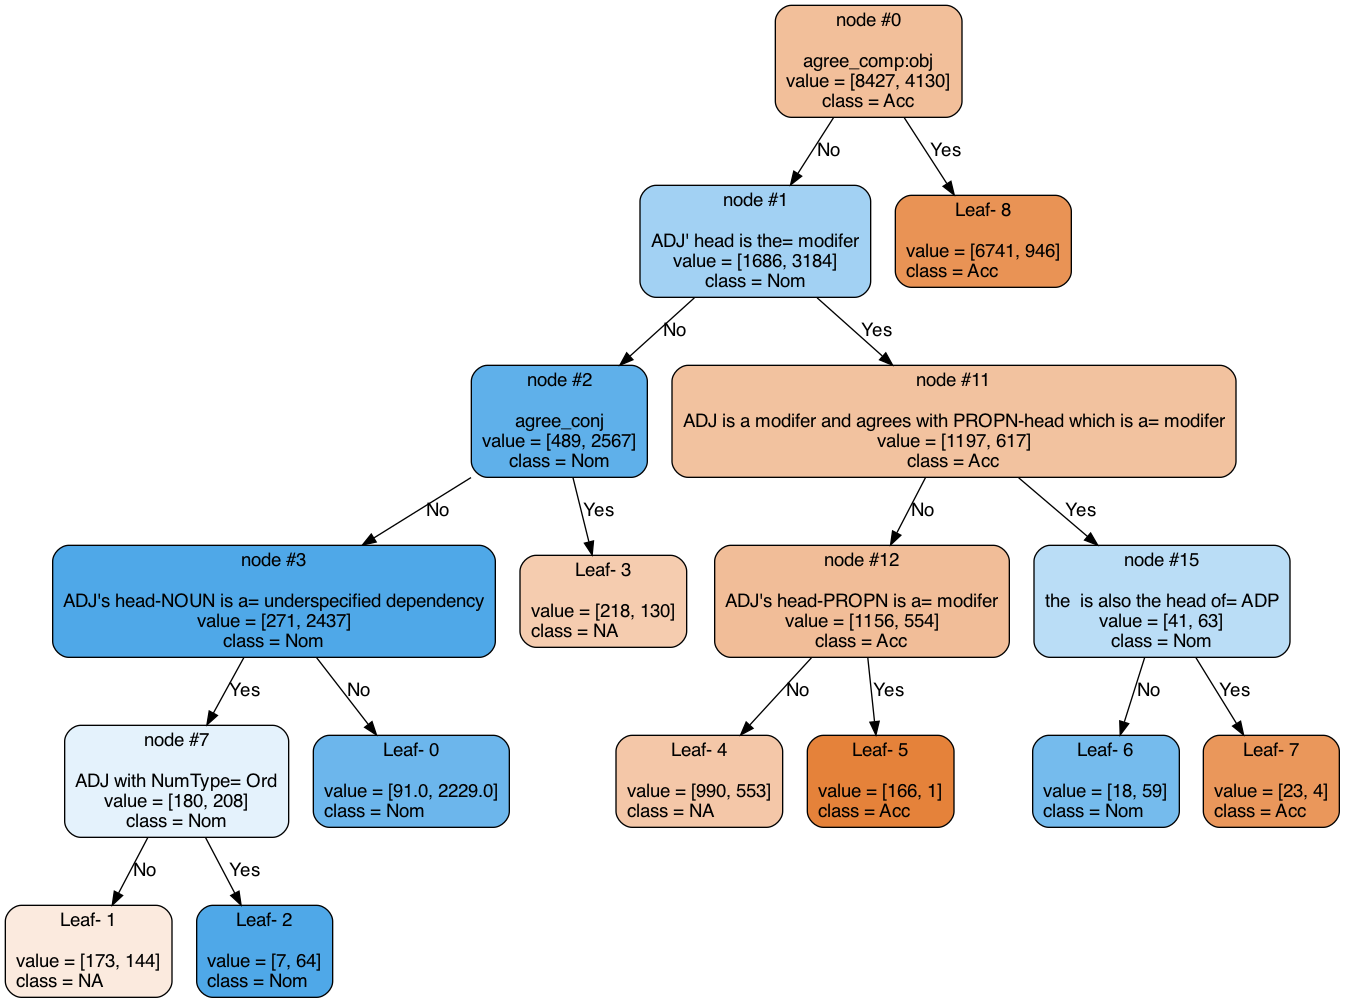 node #0
agree_comp:obj
value = [8427, 4130]
class = Acc
No
Yes
node #1
ADJ' head is the= modifer
value = [1686, 3184]
class = Nom
Leaf- 8
value = [6741, 946]
class = Acc
No
Yes
node #2
agree_conj
value = [489, 2567]
class = Nom
node #11
ADJ is a modifer and agrees with PROPN-head which is a= modifer
value = [1197, 617]
class = Acc
No
Yes
No
Yes
node #3
ADJ's head-NOUN is a= underspecified dependency
value = [271, 2437]
class = Nom
Leaf- 3
value = [218, 130]
class = NA
node #12
ADJ's head-PROPN is a= modifer
value = [1156, 554]
class = Acc
node #15
the  is also the head of= ADP
value = [41, 63]
class = Nom
Yes
No
No
Yes
No
Yes
node #7
ADJ with NumType= Ord
value = [180, 208]
class = Nom
Leaf- 0
value = [91.0, 2229.0]
class = Nom
Leaf- 4
value = [990, 553]
class = NA
Leaf- 5
value = [166, 1]
class = Acc
Leaf- 6
value = [18, 59]
class = Nom
Leaf- 7
value = [23, 4]
class = Acc
No
Yes
Leaf- 1
value = [173, 144]
class = NA
Leaf- 2
value = [7, 64]
class = Nom